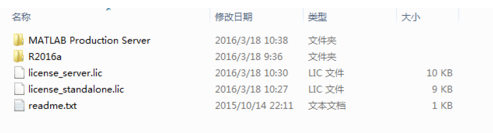 名称 修改日期 类型 大小
MATLAB Production Server 2016/3/18 10:38 文件夹
R2016a 2016/3/18 9:36 文件夹
license_server.lic 2016/3/18 10:30 LIC 文件 10 KB
license_standalone.lic 2016/3/18 10:27 LIC 文件 9 KB
readme.txt 2015/10/14 22:11 文本文档 1 KB